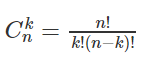 $C_n^k = \frac{n!}{k!(n-k)!}$